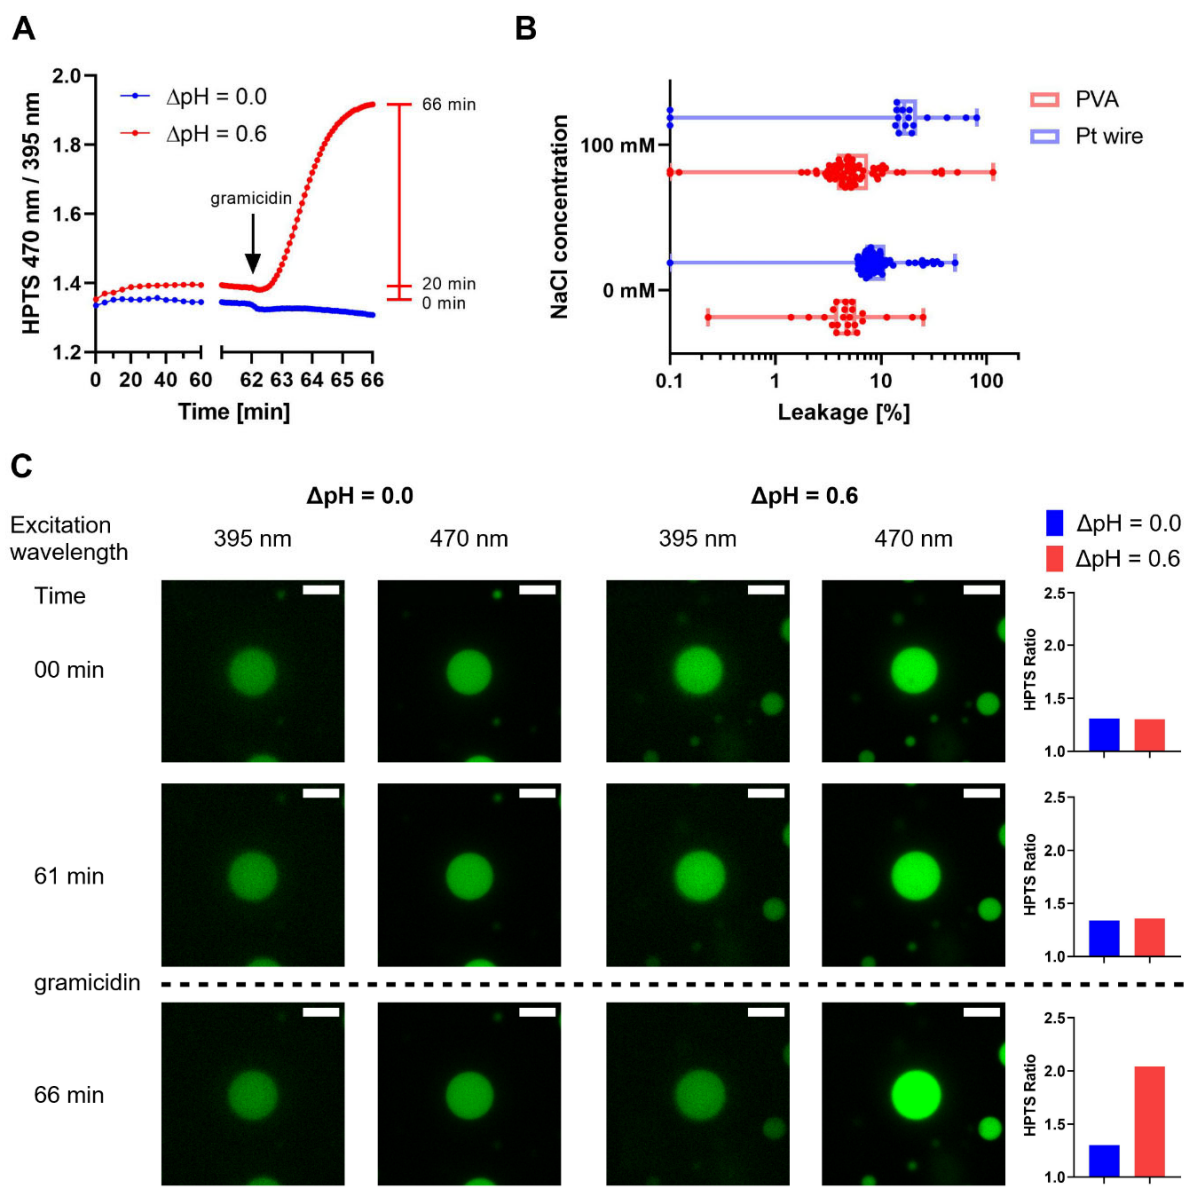 A
2.0
1.8
1.6
1.4
1.2
HPTS 470 nm / 395 nm
ΔpH = 0.0
ΔpH = 0.6
gramicidin
66 min
20 min
0 min
0 20 40 60 62 63 64 65 66
Time [min]
B
NaCl concentration
100 mM
0 mM
0.1 1 10 100
Leakage [%]
PVA
Pt wire
C
ΔpH = 0.0 ΔpH = 0.6
Excitation
wavelength
395 nm 470 nm 395 nm 470 nm
ΔpH = 0.0
ΔpH = 0.6
Time
00 min
HPTS Ratio
2.5
2.0
1.5
1.0
61 min
HPTS Ratio
2.5
2.0
1.5
1.0
gramicidin
66 min
HPTS Ratio
2.5
2.0
1.5
1.0